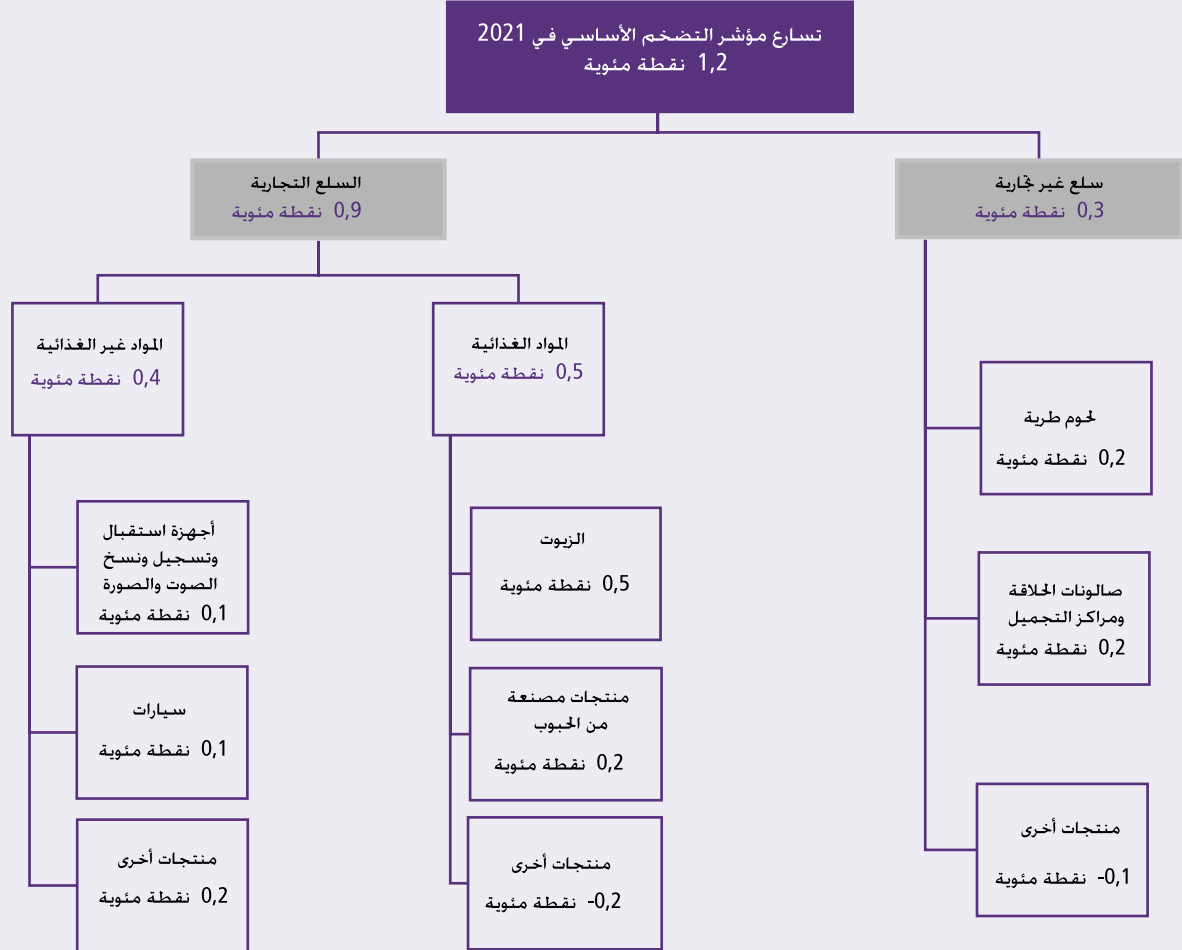 تسارع مؤشر التضخم الأساسي في 2021
1,2 نقطة مئوية
سلع غير تجارية
0,3 نقطة مئوية
السلع التجارية
0,9 نقطة مئوية
لحوم طرية
0,2 نقطة مئوية
صالونات الحلاقة
ومراكز التجميل
0,2 نقطة مئوية
منتجات أخرى
-0,1 نقطة مئوية
المواد الغذائية
0,5 نقطة مئوية
الزيوت
0,5 نقطة مئوية
منتجات مصنعة
من الحبوب
0,2 نقطة مئوية
منتجات أخرى
-0,2 نقطة مئوية
المواد غير الغذائية
0,4 نقطة مئوية
أجهزة استقبال
وتسجيل ونسخ
الصوت والصورة
0,1 نقطة مئوية
سيارات
0,1 نقطة مئوية
منتجات أخرى
0,2 نقطة مئوية